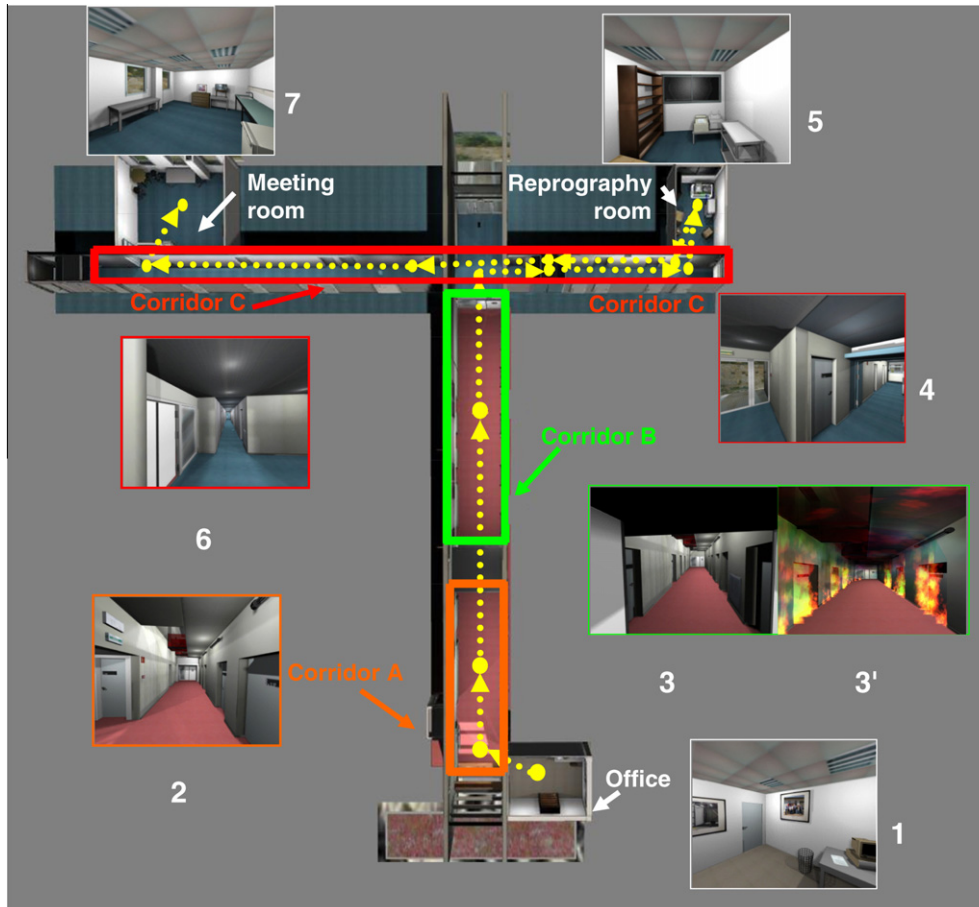 7
5
Meeting
room
Reprography
room
Corridor C
Corridor C
4
Corridor B
6
3
3'
Corridor A
2
Office
1